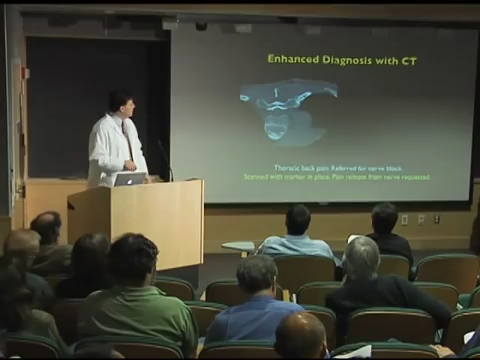 Enhanced Diagnosis with CT
Thoracic back pain. Referred for nerve block.
Scanned with marker in place. Pain remote from nerve requested.